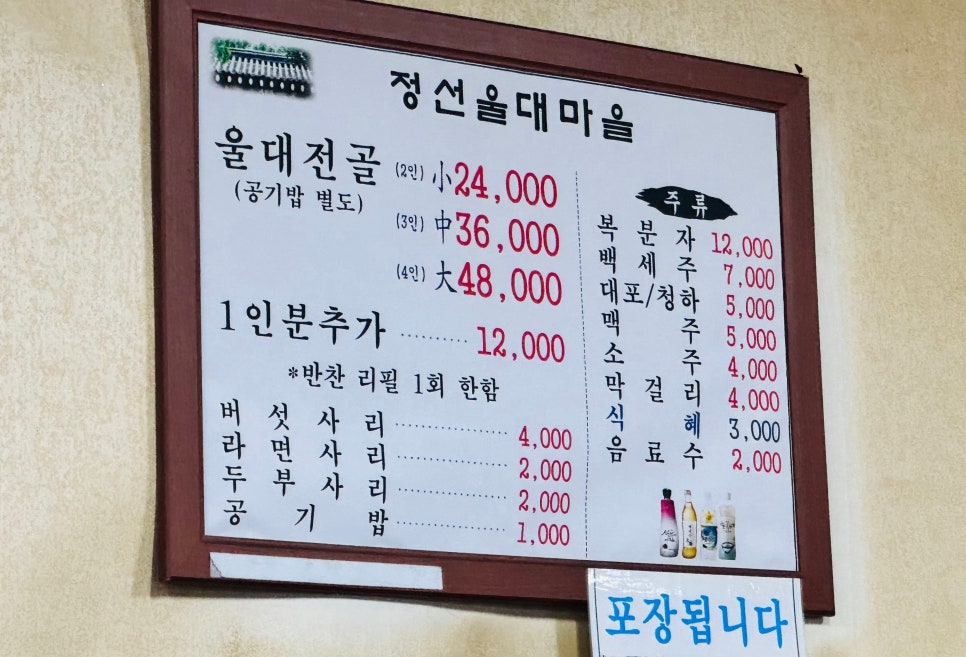 정선울대마을
울대전골 (2인) 小 24,000
(공기밥 별도)
(3인) 中 36,000
(4인) 大 48,000
1인분추가 ·········· 12,000
*반찬 리필 1회 한함
버섯사리 ·········· 4,000
라면사리 ·········· 2,000
두부사리 ·········· 2,000
공기밥 ·········· 1,000
주류
복분자 12,000
백세주 7,000
대포/청하 5,000
맥주 5,000
소주 4,000
막걸리 4,000
식혜 3,000
음료수 2,000
포장됩니다